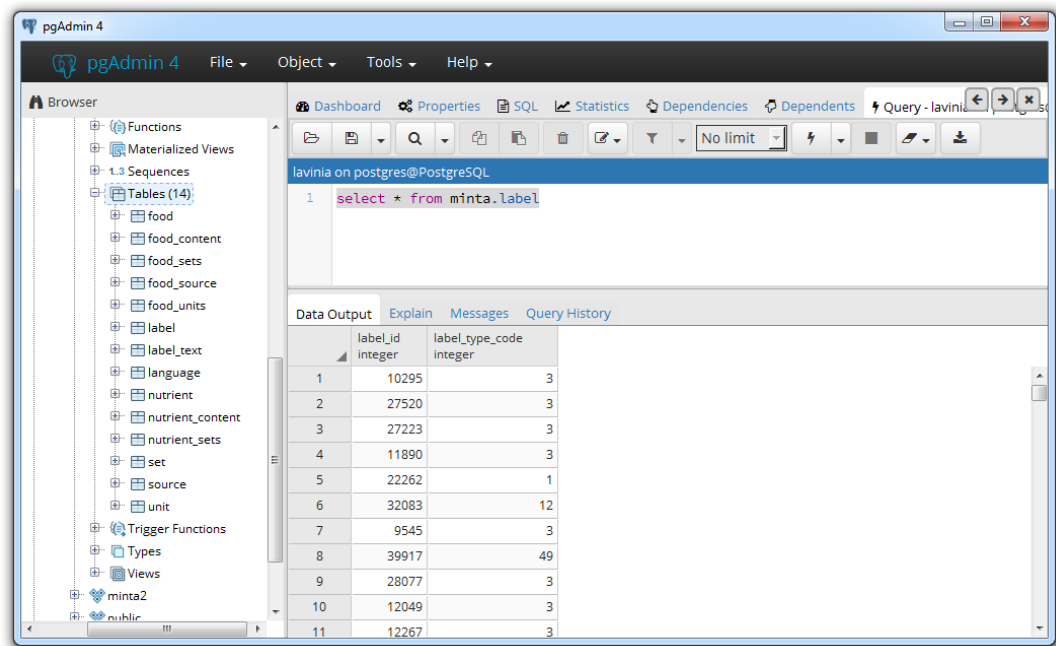 pgAdmin 4
pgAdmin 4 File Object Tools Help
Browser
Functions
Materialized Views
1..3 Sequences
Tables (14)
food
food_content
food_sets
food_source
food_units
label
label_text
language
nutrient
nutrient_content
nutrient_sets
set
source
unit
Trigger Functions
Types
Views
minta2
public
Dashboard Properties SQL Statistics Dependencies Dependents Query - lavinia
No limit
lavinia on postgres@PostgreSQL
1 select * from minta.label
Data Output Explain Messages Query History
label_id label_type_code
integer integer
1 10295 3
2 27520 3
3 27223 3
4 11890 3
5 22262 1
6 32083 12
7 9545 3
8 39917 49
9 28077 3
10 12049 3
11 12267 3